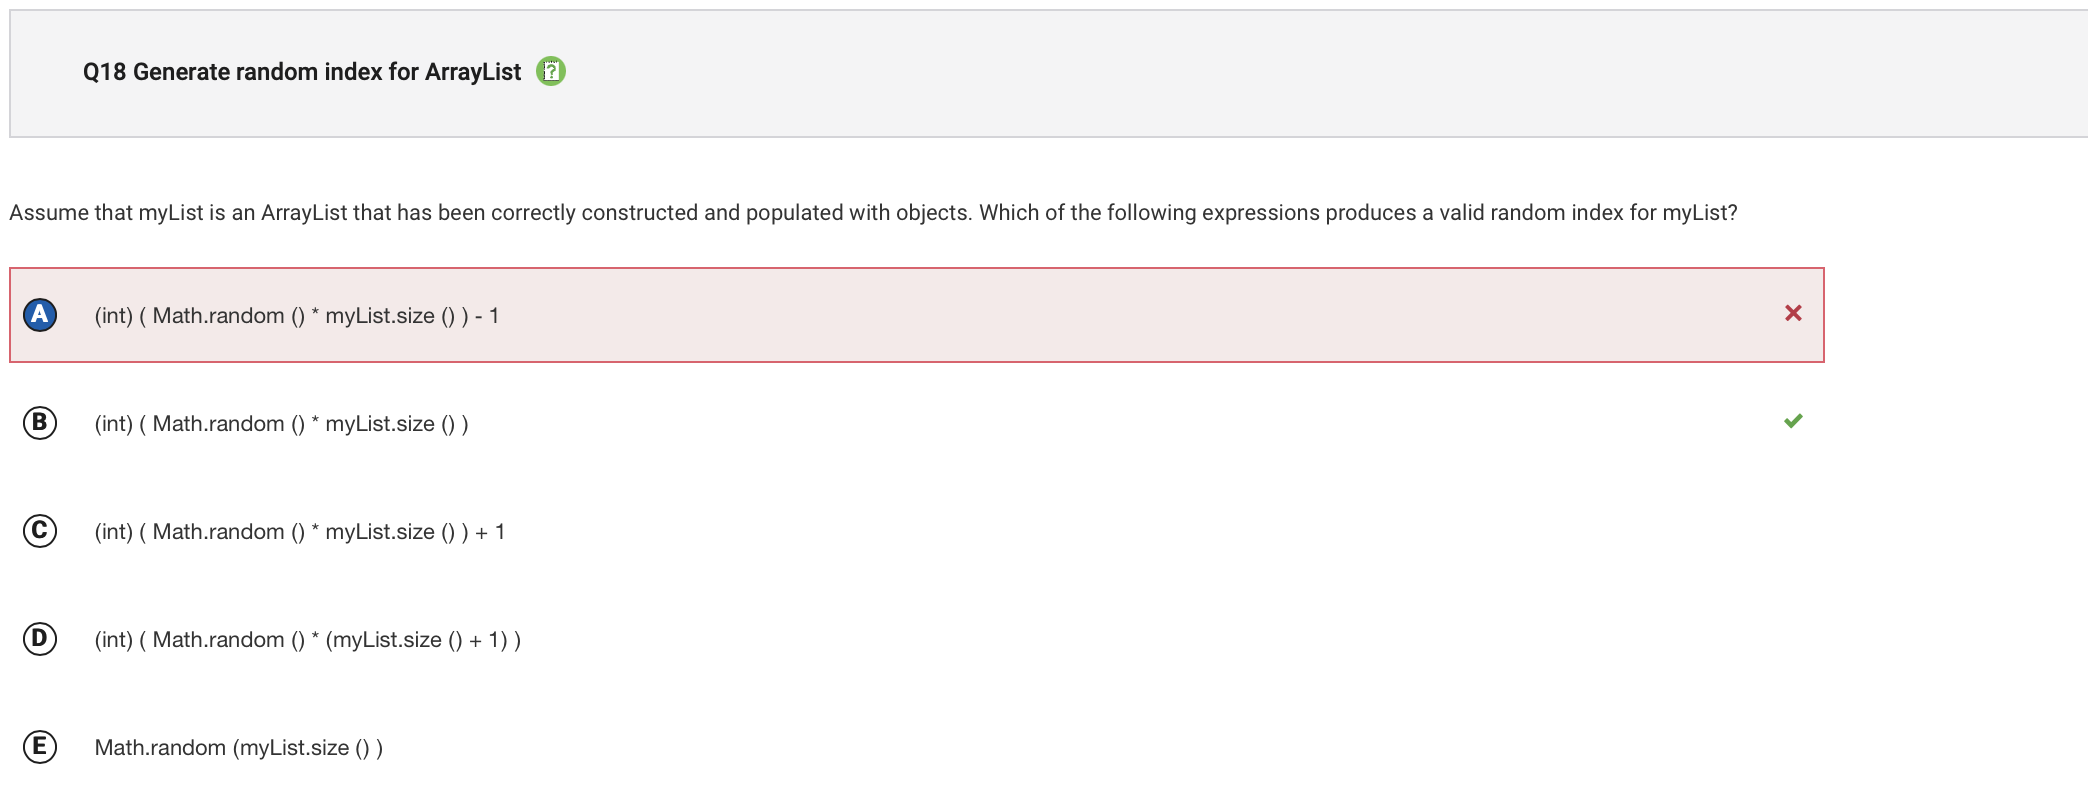 Q18 Generate random index for ArrayList
Assume that myList is an ArrayList that has been correctly constructed and populated with objects. Which of the following expressions produces a valid random index for myList?
A (int) ( Math.random () * myList.size () ) - 1
B (int) ( Math.random () * myList.size () )
C (int) ( Math.random () * myList.size () ) + 1
D (int) ( Math.random () * (myList.size () + 1) )
E Math.random (myList.size () )